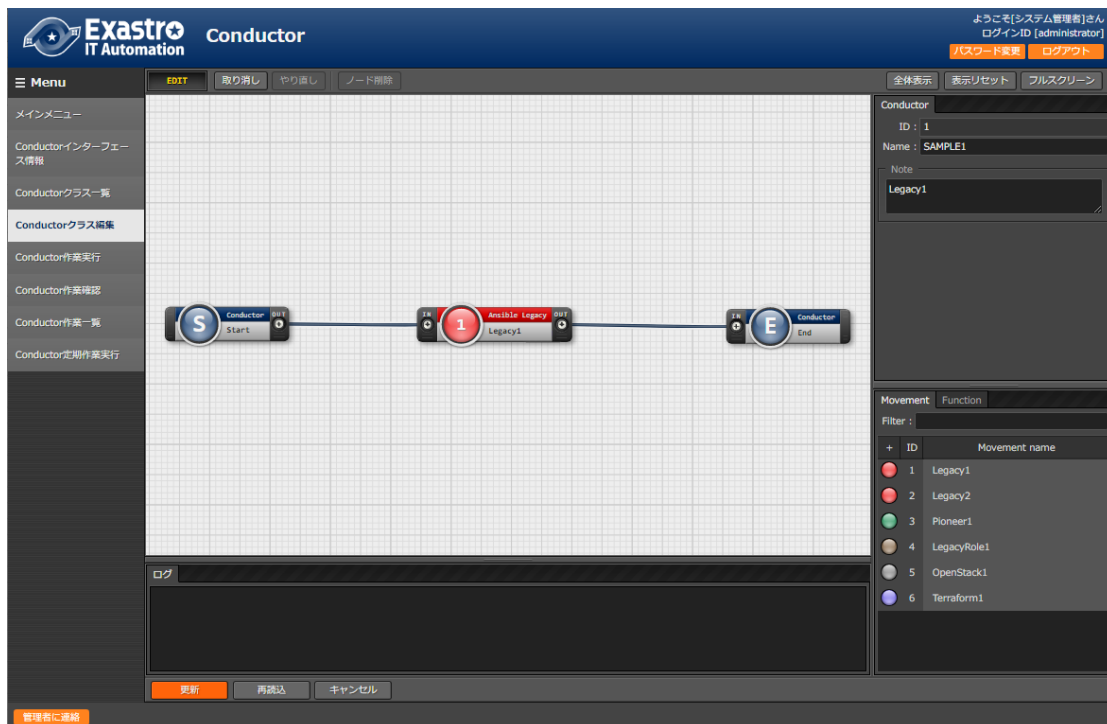 Exastro
IT Automation
Conductor
ようこそ[システム管理者]さん
ログインID [administrator]
パスワード変更 ログアウト
☰ Menu
メインメニュー
Conductorインターフェー
ス情報
Conductorクラス一覧
Conductorクラス編集
Conductor作業実行
Conductor作業確認
Conductor作業一覧
Conductor定期作業実行
EDIT 取り消し やり直し ノード削除 全体表示 表示リセット フルスクリーン
S Conductor OUT
Start
IN 1 Ansible Legacy OUT
Legacy1
IN E Conductor
End
Conductor
ID : 1
Name : SAMPLE1
Note
Legacy1
Movement Function
Filter :
+ ID Movement name
1 Legacy1
2 Legacy2
3 Pioneer1
4 LegacyRole1
5 OpenStack1
6 Terraform1
ログ
更新 再読込 キャンセル
管理者に連絡